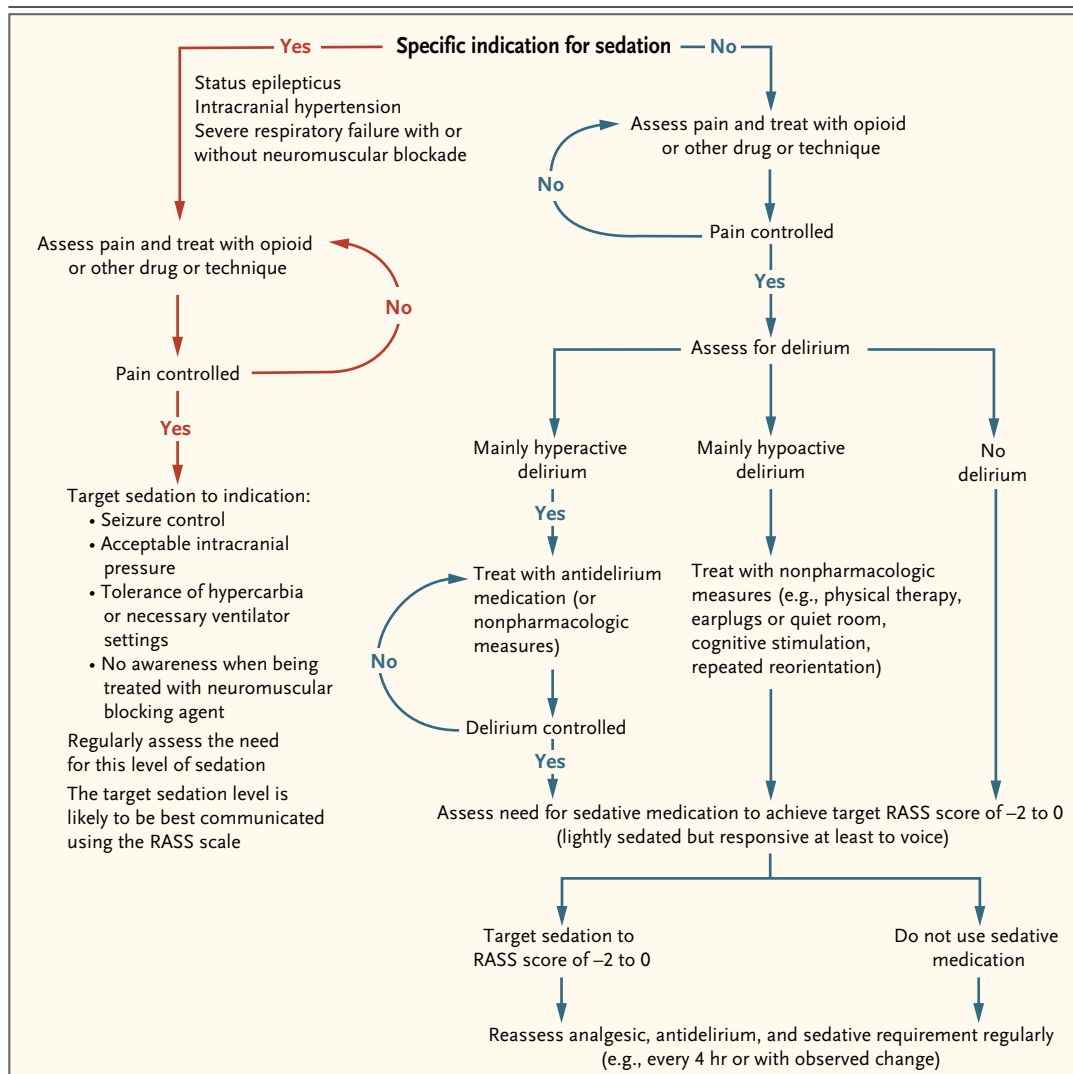 Specific indication for sedation
Yes
No
Status epilepticus
Intracranial hypertension
Severe respiratory failure with or
without neuromuscular blockade
Assess pain and treat with opioid
or other drug or technique
No
Pain controlled
Yes
Target sedation to indication:
• Seizure control
• Acceptable intracranial
pressure
• Tolerance of hypercarbia
or necessary ventilator
settings
• No awareness when being
treated with neuromuscular
blocking agent
Regularly assess the need
for this level of sedation
The target sedation level is
likely to be best communicated
using the RASS scale
Assess pain and treat with opioid
or other drug or technique
No
Pain controlled
Yes
Assess for delirium
Mainly hyperactive
delirium
Yes
Treat with antidelirium
medication (or
nonpharmacologic
measures)
No
Delirium controlled
Yes
Mainly hypoactive
delirium
Treat with nonpharmacologic
measures (e.g., physical therapy,
earplugs or quiet room,
cognitive stimulation,
repeated reorientation)
No
delirium
Assess need for sedative medication to achieve target RASS score of –2 to 0
(lightly sedated but responsive at least to voice)
Target sedation to
RASS score of –2 to 0
Do not use sedative
medication
Reassess analgesic, antidelirium, and sedative requirement regularly
(e.g., every 4 hr or with observed change)